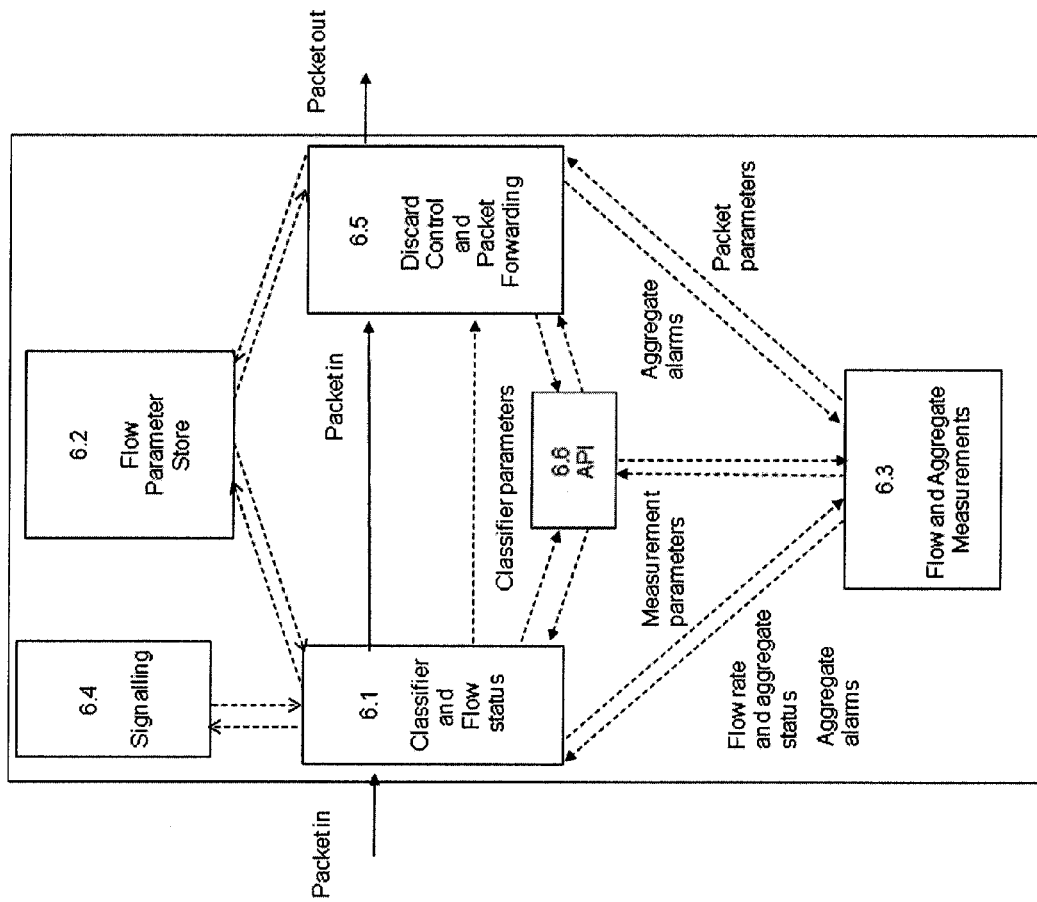 Packet in
6.4
Signalling
6.1
Classifier
and
Flow
status
6.2
Flow
Parameter
Store
Packet in
Classifier parameters
6.6
API
Measurement
parameters
Flow rate
and aggregate
status
Aggregate
alarms
6.3
Flow and Aggregate
Measurements
Aggregate
alarms
Packet
parameters
6.5
Discard
Control
and
Packet
Forwarding
Packet out